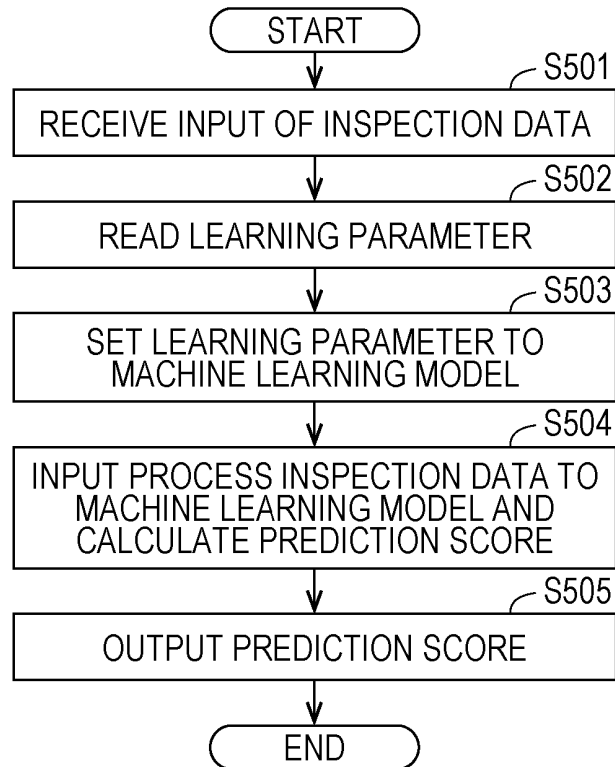 START
S501
RECEIVE INPUT OF INSPECTION DATA
S502
READ LEARNING PARAMETER
S503
SET LEARNING PARAMETER TO
MACHINE LEARNING MODEL
S504
INPUT PROCESS INSPECTION DATA TO
MACHINE LEARNING MODEL AND
CALCULATE PREDICTION SCORE
S505
OUTPUT PREDICTION SCORE
END